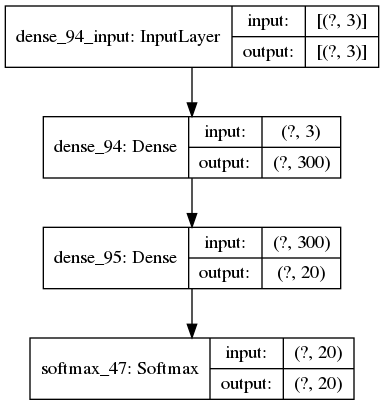 dense_94_input: InputLayer input: [(?, 3)]
output: [(?, 3)]
dense_94: Dense input: (?, 3)
output: (?, 300)
dense_95: Dense input: (?, 300)
output: (?, 20)
softmax_47: Softmax input: (?, 20)
output: (?, 20)